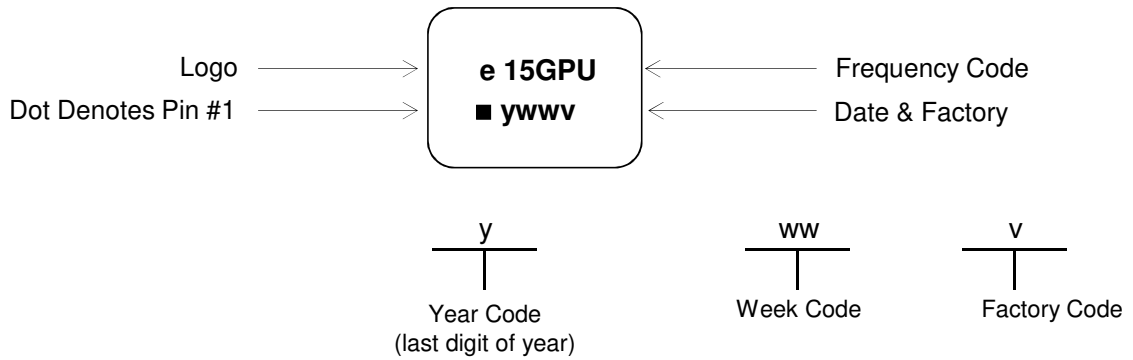 Logo
Dot Denotes Pin #1
e 15GPU
■ ywwv
Frequency Code
Date & Factory
y
ww
v
Year Code
(last digit of year)
Week Code
Factory Code